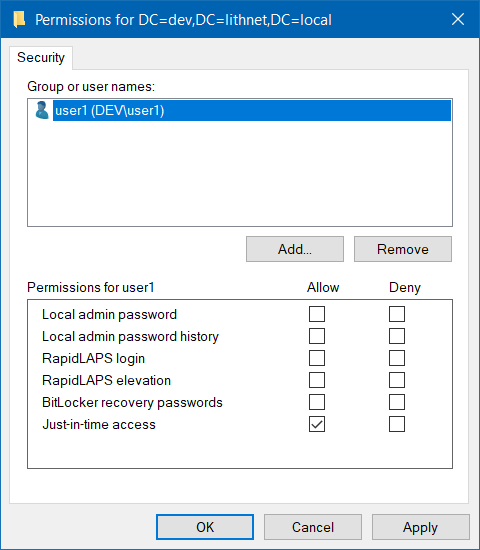 Permissions for DC=dev,DC=lithnet,DC=local
Security
Group or user names:
user1 (DEV\user1)
Add...
Remove
Permissions for user1
Allow
Deny
Local admin password
Local admin password history
RapidLAPS login
RapidLAPS elevation
BitLocker recovery passwords
Just-in-time access
OK
Cancel
Apply